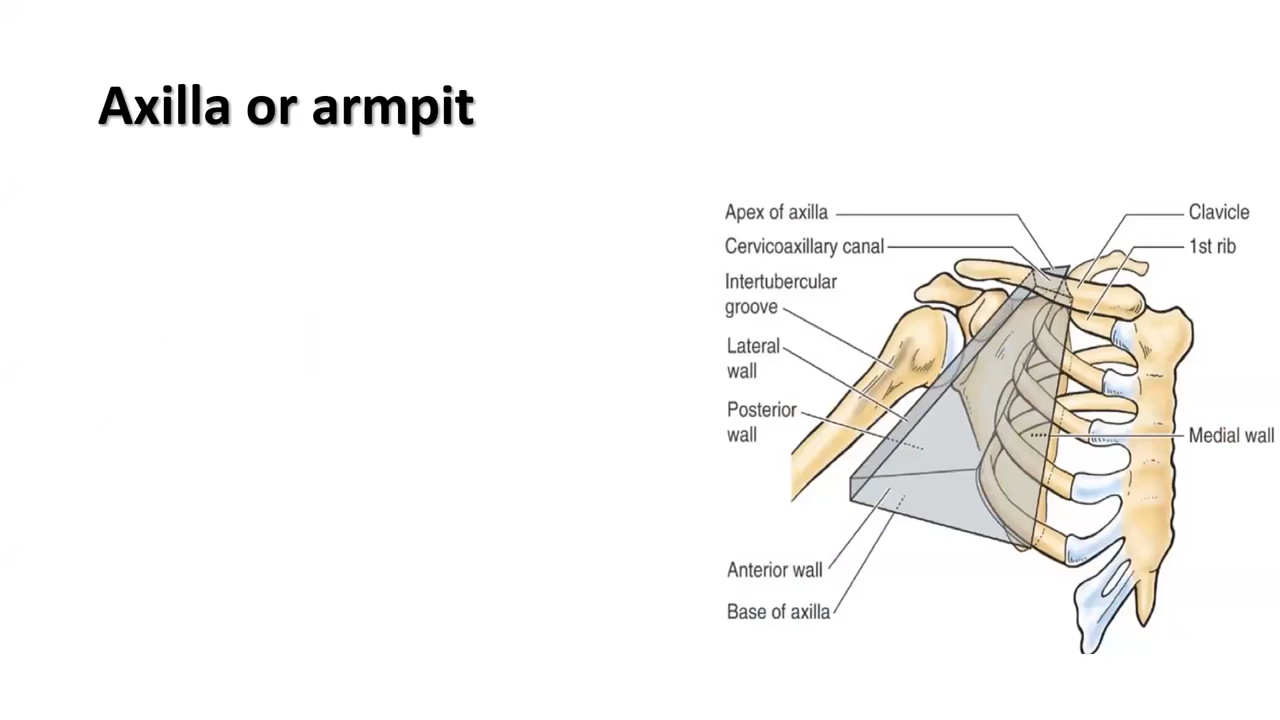 Axilla or armpit
Apex of axilla
Cervicoaxillary canal
Intertubercular
groove
Lateral
wall
Posterior
wall
Anterior wall
Base of axilla
Clavicle
1st rib
Medial wall